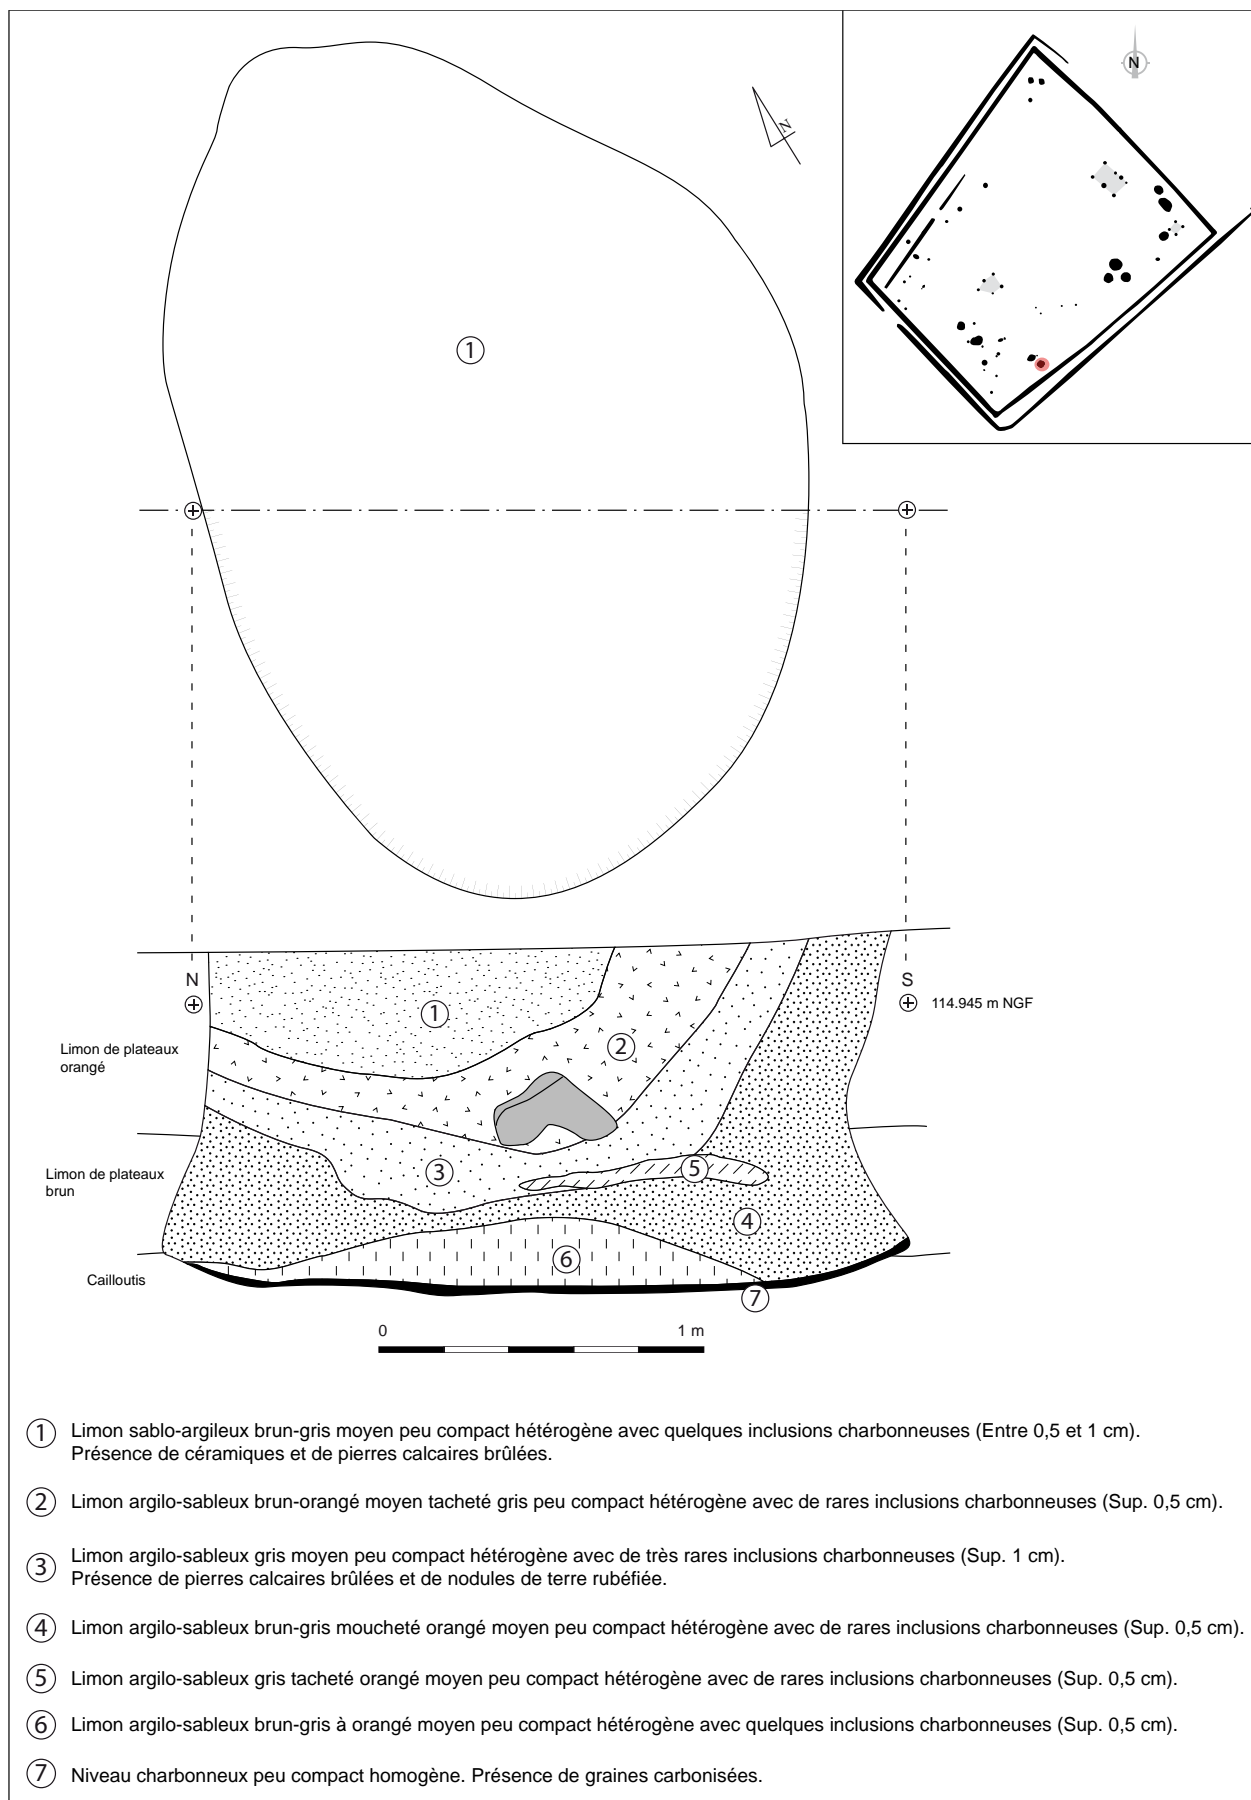 N
N
1
N
S
114.945 m NGF
1
2
Limon de plateaux
orangé
3
5
Limon de plateaux
brun
4
6
Cailloutis
7
0 1 m
1 Limon sablo-argileux brun-gris moyen peu compact hétérogène avec quelques inclusions charbonneuses (Entre 0,5 et 1 cm).
Présence de céramiques et de pierres calcaires brûlées.
2 Limon argilo-sableux brun-orangé moyen tacheté gris peu compact hétérogène avec de rares inclusions charbonneuses (Sup. 0,5 cm).
3 Limon argilo-sableux gris moyen peu compact hétérogène avec de très rares inclusions charbonneuses (Sup. 1 cm).
Présence de pierres calcaires brûlées et de nodules de terre rubéfiée.
4 Limon argilo-sableux brun-gris moucheté orangé moyen peu compact hétérogène avec de rares inclusions charbonneuses (Sup. 0,5 cm).
5 Limon argilo-sableux gris tacheté orangé moyen peu compact hétérogène avec de rares inclusions charbonneuses (Sup. 0,5 cm).
6 Limon argilo-sableux brun-gris à orangé moyen peu compact hétérogène avec quelques inclusions charbonneuses (Sup. 0,5 cm).
7 Niveau charbonneux peu compact homogène. Présence de graines carbonisées.